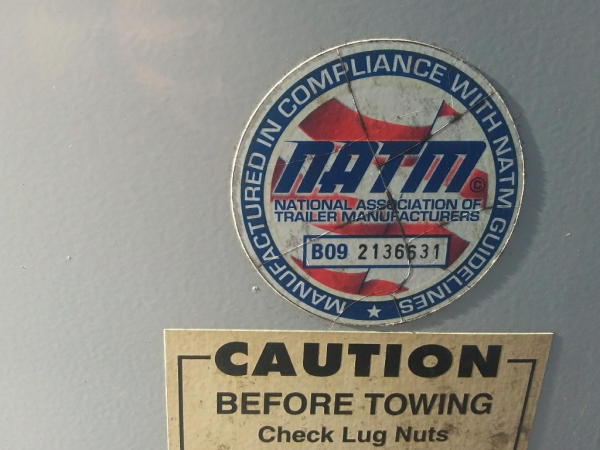 MANUFACTURED IN COMPLIANCE WITH NATM GUIDELINES
NATM©
NATIONAL ASSOCIATION OF
TRAILER MANUFACTURERS
B09 2136631
CAUTION
BEFORE TOWING
Check Lug Nuts